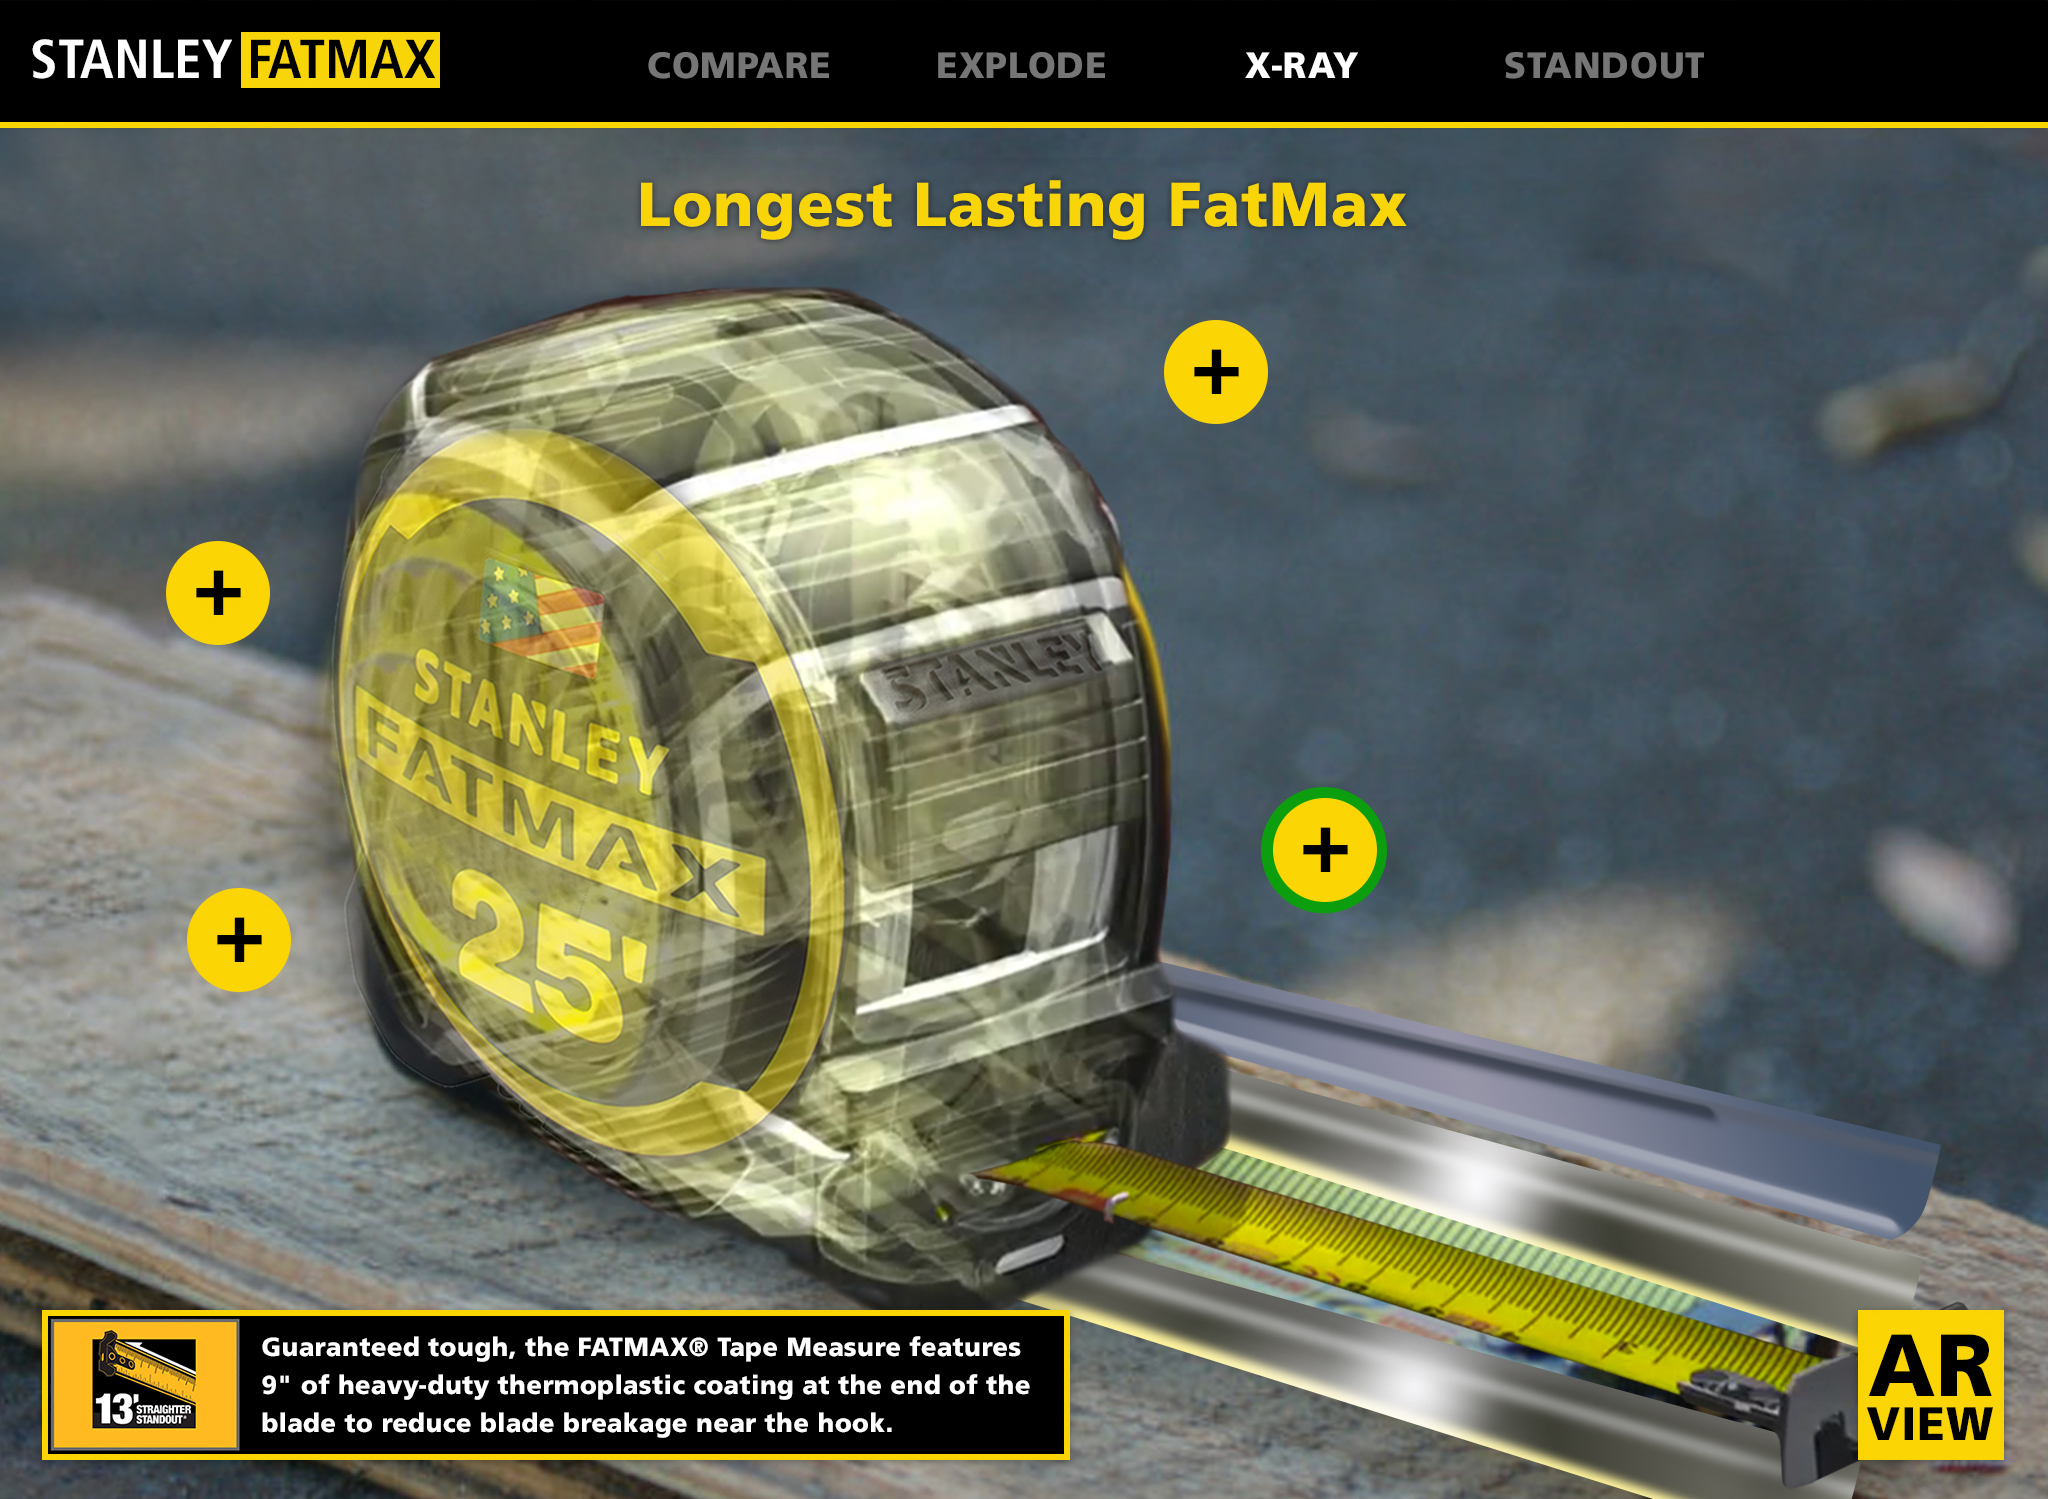 STANLEY FATMAX
COMPARE
EXPLODE
X-RAY
STANDOUT
Longest Lasting FatMax
+
+
+
+
STANLEY
STANLEY
FATMAX
25'
13'
STRAIGHTER
STANDOUT*
Guaranteed tough, the FATMAX® Tape Measure features
9" of heavy-duty thermoplastic coating at the end of the
blade to reduce blade breakage near the hook.
AR
VIEW